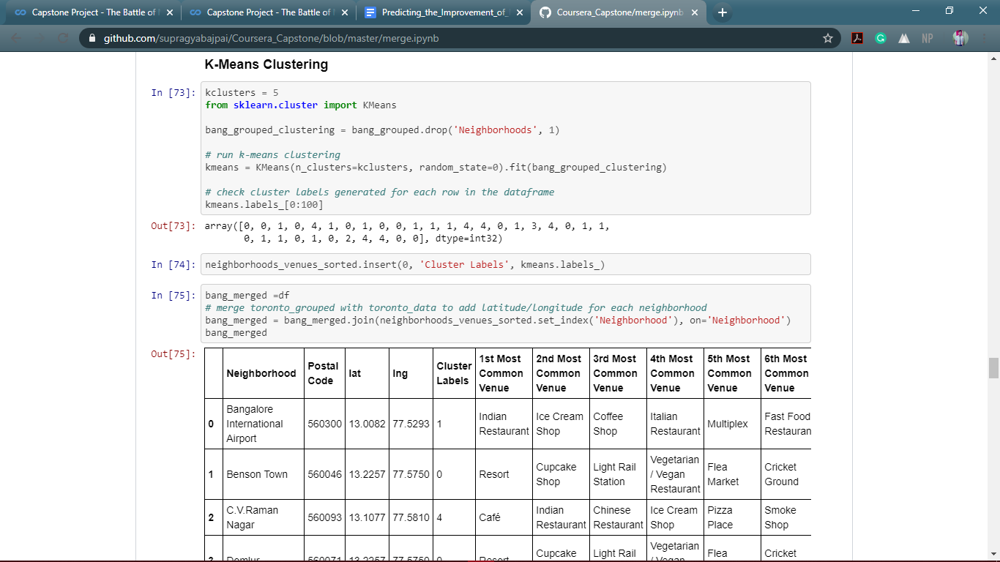 Capstone Project - The Battle of
Capstone Project - The Battle of
Predicting_the_Improvement_of_
Coursera_Capstone/merge.ipynb
github.com/supragyabajpai/Coursera_Capstone/blob/master/merge.ipynb
NP
K-Means Clustering
In [73]: kclusters = 5
from sklearn.cluster import KMeans
bang_grouped_clustering = bang_grouped.drop('Neighborhoods', 1)
# run k-means clustering
kmeans = KMeans(n_clusters=kclusters, random_state=0).fit(bang_grouped_clustering)
# check cluster labels generated for each row in the dataframe
kmeans.labels_[0:100]
Out[73]: array([0, 0, 1, 0, 4, 1, 0, 1, 0, 0, 1, 1, 1, 4, 4, 0, 1, 3, 4, 0, 1, 1,
0, 1, 1, 0, 1, 0, 2, 4, 4, 0, 0], dtype=int32)
In [74]: neighborhoods_venues_sorted.insert(0, 'Cluster Labels', kmeans.labels_)
In [75]: bang_merged =df
# merge toronto_grouped with toronto_data to add latitude/longitude for each neighborhood
bang_merged = bang_merged.join(neighborhoods_venues_sorted.set_index('Neighborhood'), on='Neighborhood')
bang_merged
Out[75]:
Neighborhood
Postal
Code
lat
lng
Cluster
Labels
1st Most
Common
Venue
2nd Most
Common
Venue
3rd Most
Common
Venue
4th Most
Common
Venue
5th Most
Common
Venue
6th Most
Common
Venue
0
Bangalore
International
Airport
560300
13.0082
77.5293
1
Indian
Restaurant
Ice Cream
Shop
Coffee
Shop
Italian
Restaurant
Multiplex
Fast Food
Restauran
1
Benson Town
560046
13.2257
77.5750
0
Resort
Cupcake
Shop
Light Rail
Station
Vegetarian
/ Vegan
Restaurant
Flea
Market
Cricket
Ground
2
C.V.Raman
Nagar
560093
13.1077
77.5810
4
Café
Indian
Restaurant
Chinese
Restaurant
Ice Cream
Shop
Pizza
Place
Smoke
Shop
3
Domlur
560071
13.2257
77.5750
0
Resort
Cupcake
Light Rail
Vegetarian
/ Vegan
Flea
Cricket